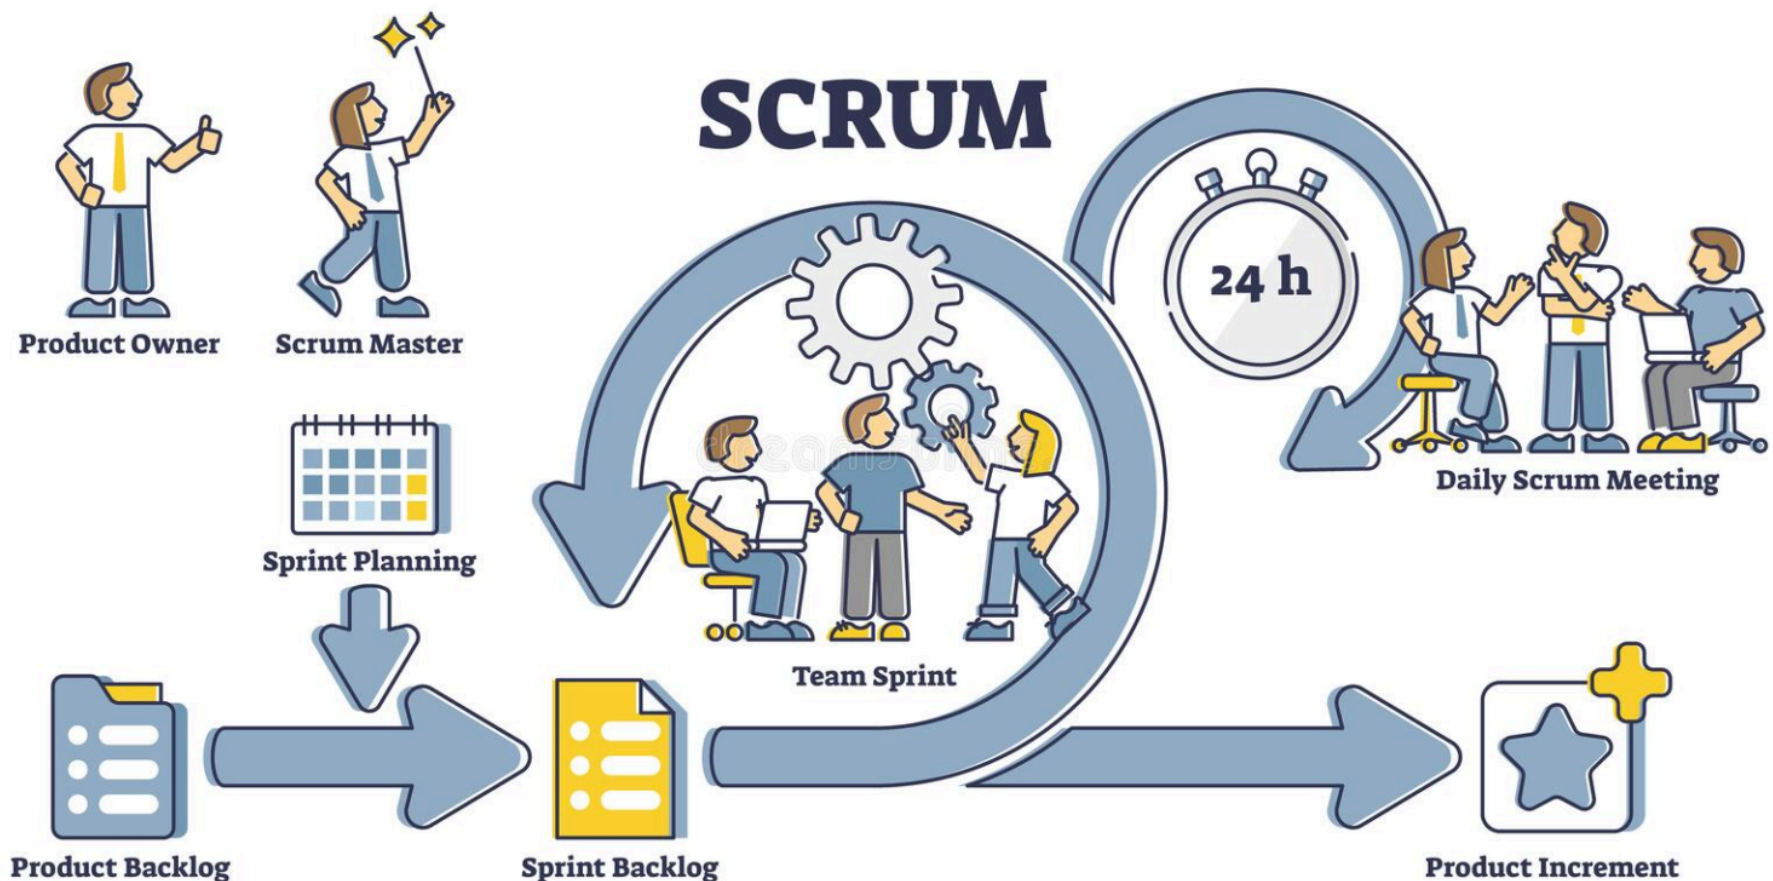 SCRUM
24 h
Product Owner
Scrum Master
Daily Scrum Meeting
dreamstime
Sprint Planning
Team Sprint
Product Backlog
Sprint Backlog
Product Increment